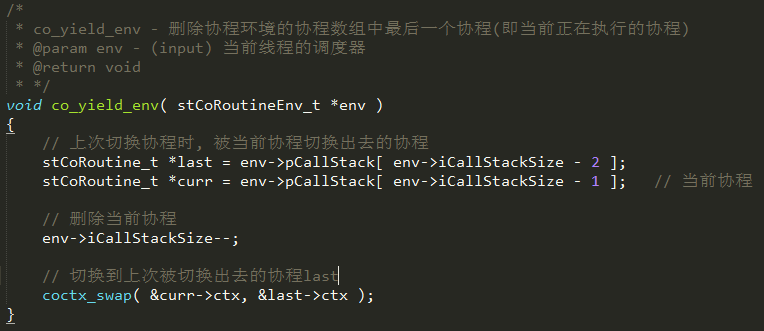 /*
 * co_yield_env - 删除协程环境的协程数组中最后一个协程(即当前正在执行的协程)
 * @param env - (input) 当前线程的调度器
 * @return void
 * */
void co_yield_env( stCoRoutineEnv_t *env )
{
    // 上次切换协程时, 被当前协程切换出去的协程
    stCoRoutine_t *last = env->pCallStack[ env->iCallStackSize - 2 ];
    stCoRoutine_t *curr = env->pCallStack[ env->iCallStackSize - 1 ];   // 当前协程
    // 删除当前协程
    env->iCallStackSize--;
    // 切换到上次被切换出去的协程last
    coctx_swap( &curr->ctx, &last->ctx );
}